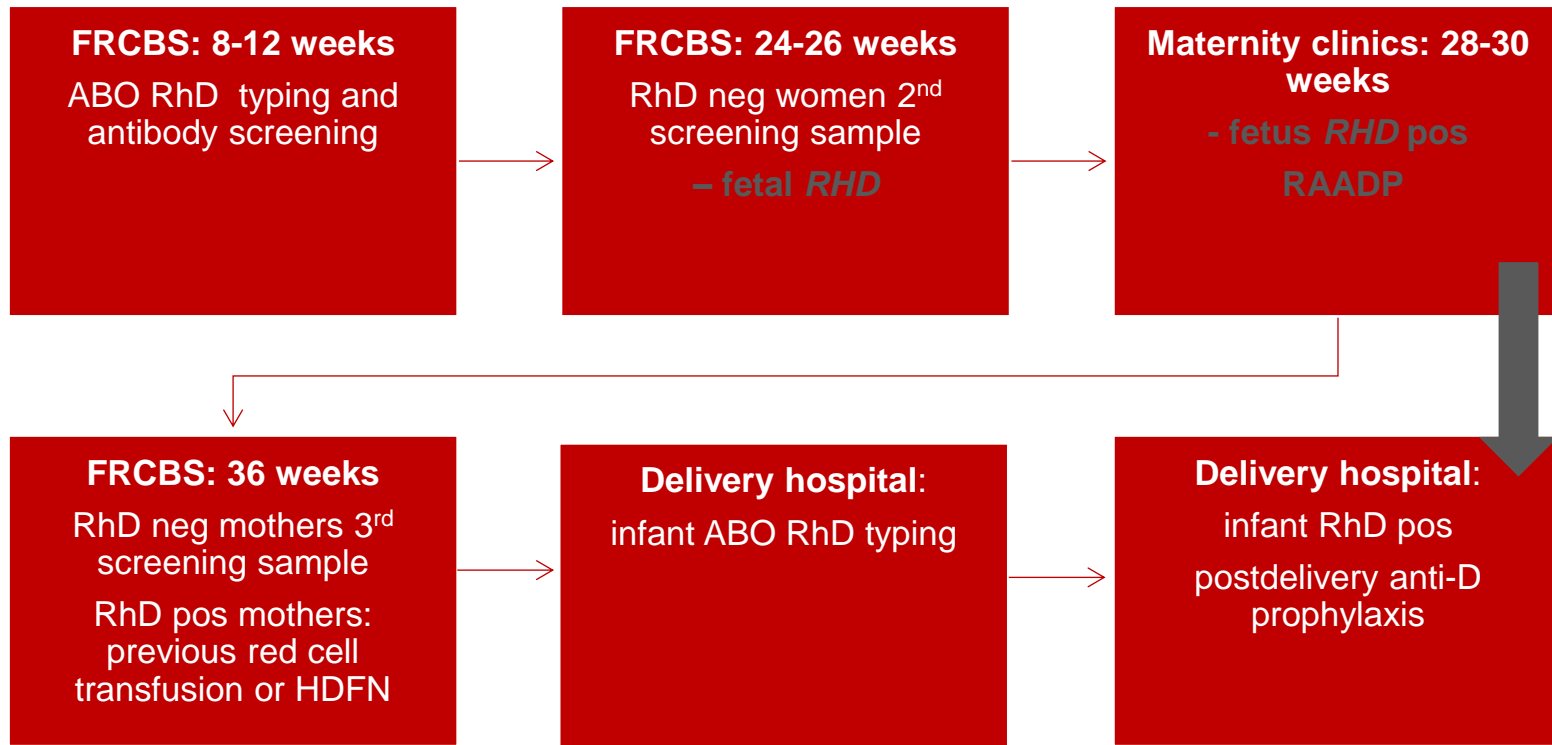 FRCBS: 8-12 weeks
ABO RhD typing and
antibody screening
FRCBS: 24-26 weeks
RhD neg women 2nd
screening sample
– fetal RHD
Maternity clinics: 28-30
weeks
- fetus RHD pos
RAADP
FRCBS: 36 weeks
RhD neg mothers 3rd
screening sample
RhD pos mothers:
previous red cell
transfusion or HDFN
Delivery hospital:
infant ABO RhD typing
Delivery hospital:
infant RhD pos
postdelivery anti-D
prophylaxis